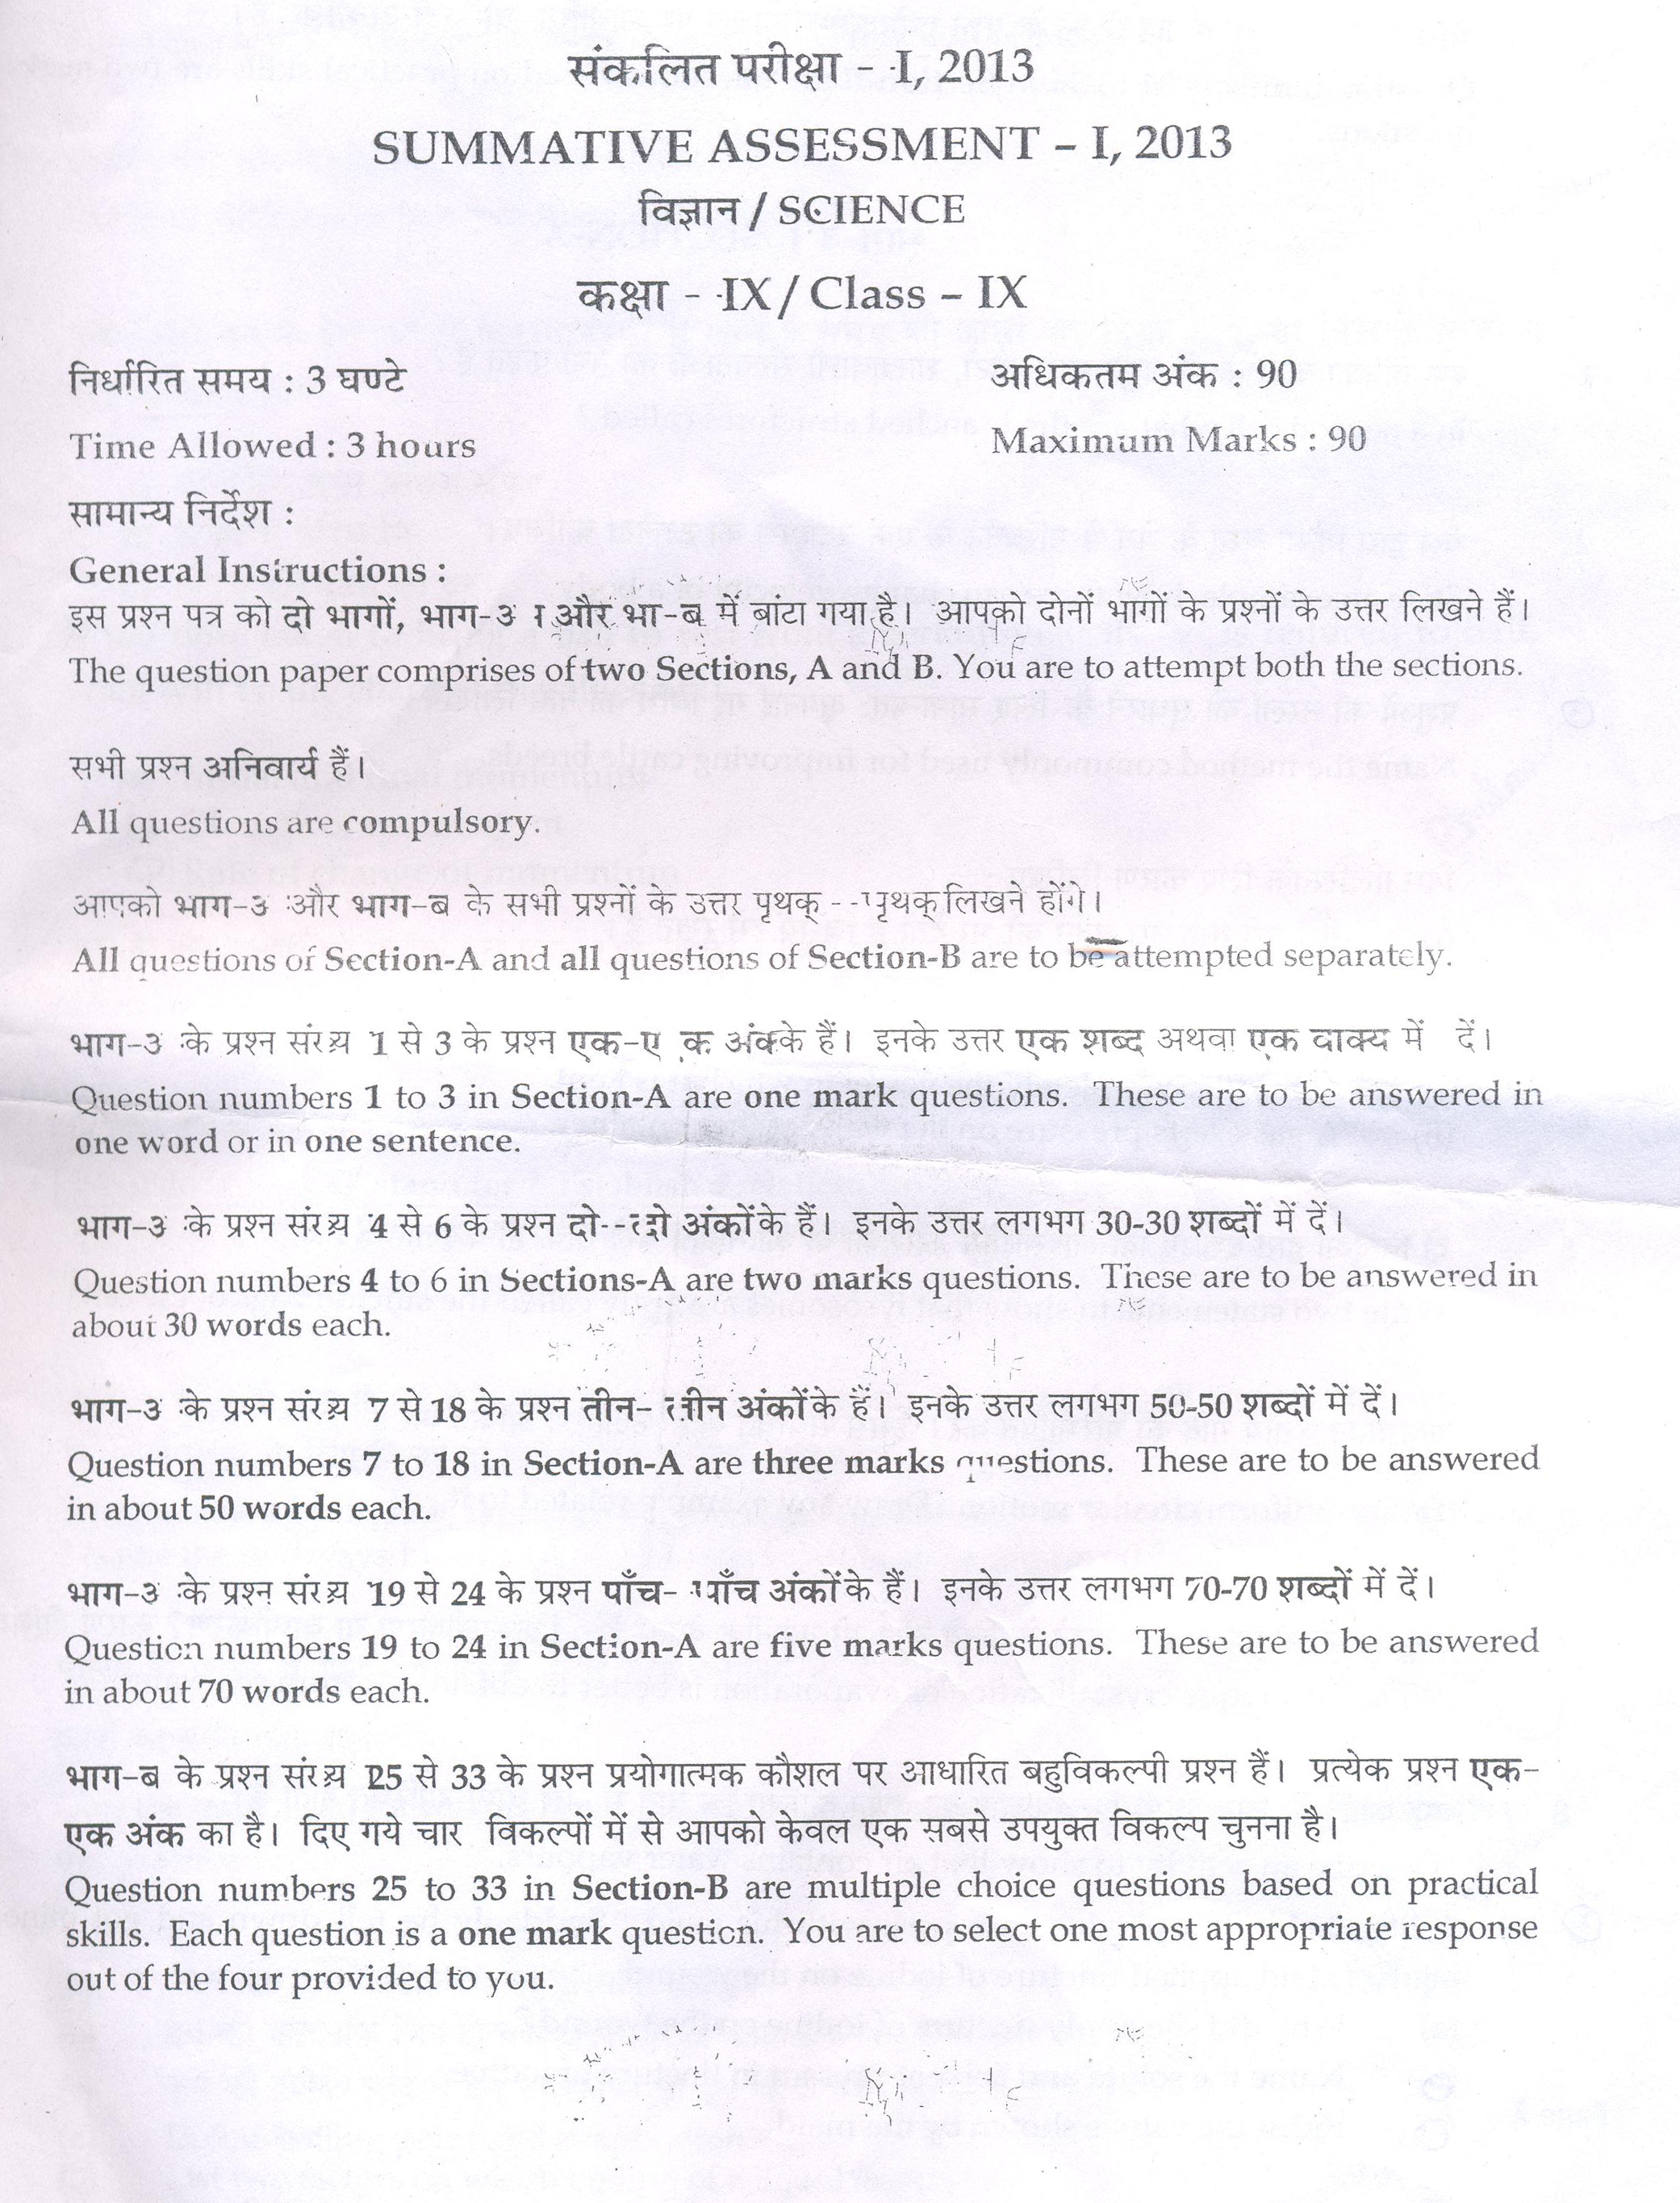 संकलित परीक्षा - I, 2013
SUMMATIVE ASSESSMENT – I, 2013
विज्ञान / SCIENCE
कक्षा - IX / Class – IX
निर्धारित समय : 3 घण्टे
अधिकतम अंक : 90
Time Allowed : 3 hours
Maximum Marks : 90
सामान्य निर्देश :
General Instructions :
इस प्रश्न पत्र को दो भागों, भाग-अ और भाग-ब में बांटा गया है। आपको दोनों भागों के प्रश्नों के उत्तर लिखने हैं।
The question paper comprises of two Sections, A and B. You are to attempt both the sections.
सभी प्रश्न अनिवार्य हैं।
All questions are compulsory.
आपको भाग-अ और भाग-ब के सभी प्रश्नों के उत्तर पृथक् - पृथक् लिखने होंगे।
All questions of Section-A and all questions of Section-B are to be attempted separately.
भाग-अ के प्रश्न संख्या 1 से 3 के प्रश्न एक-एक अंक के हैं। इनके उत्तर एक शब्द अथवा एक वाक्य में दें।
Question numbers 1 to 3 in Section-A are one mark questions. These are to be answered in
one word or in one sentence.
भाग-अ के प्रश्न संख्या 4 से 6 के प्रश्न दो-दो अंकों के हैं। इनके उत्तर लगभग 30-30 शब्दों में दें।
Question numbers 4 to 6 in Sections-A are two marks questions. These are to be answered in
about 30 words each.
भाग-अ के प्रश्न संख्या 7 से 18 के प्रश्न तीन-तीन अंकों के हैं। इनके उत्तर लगभग 50-50 शब्दों में दें।
Question numbers 7 to 18 in Section-A are three marks questions. These are to be answered
in about 50 words each.
भाग-अ के प्रश्न संख्या 19 से 24 के प्रश्न पाँच-पाँच अंकों के हैं। इनके उत्तर लगभग 70-70 शब्दों में दें।
Question numbers 19 to 24 in Section-A are five marks questions. These are to be answered
in about 70 words each.
भाग-ब के प्रश्न संख्या 25 से 33 के प्रश्न प्रयोगात्मक कौशल पर आधारित बहुविकल्पी प्रश्न हैं। प्रत्येक प्रश्न एक-
एक अंक का है। दिए गये चार विकल्पों में से आपको केवल एक सबसे उपयुक्त विकल्प चुनना है।
Question numbers 25 to 33 in Section-B are multiple choice questions based on practical
skills. Each question is a one mark question. You are to select one most appropriate response
out of the four provided to you.